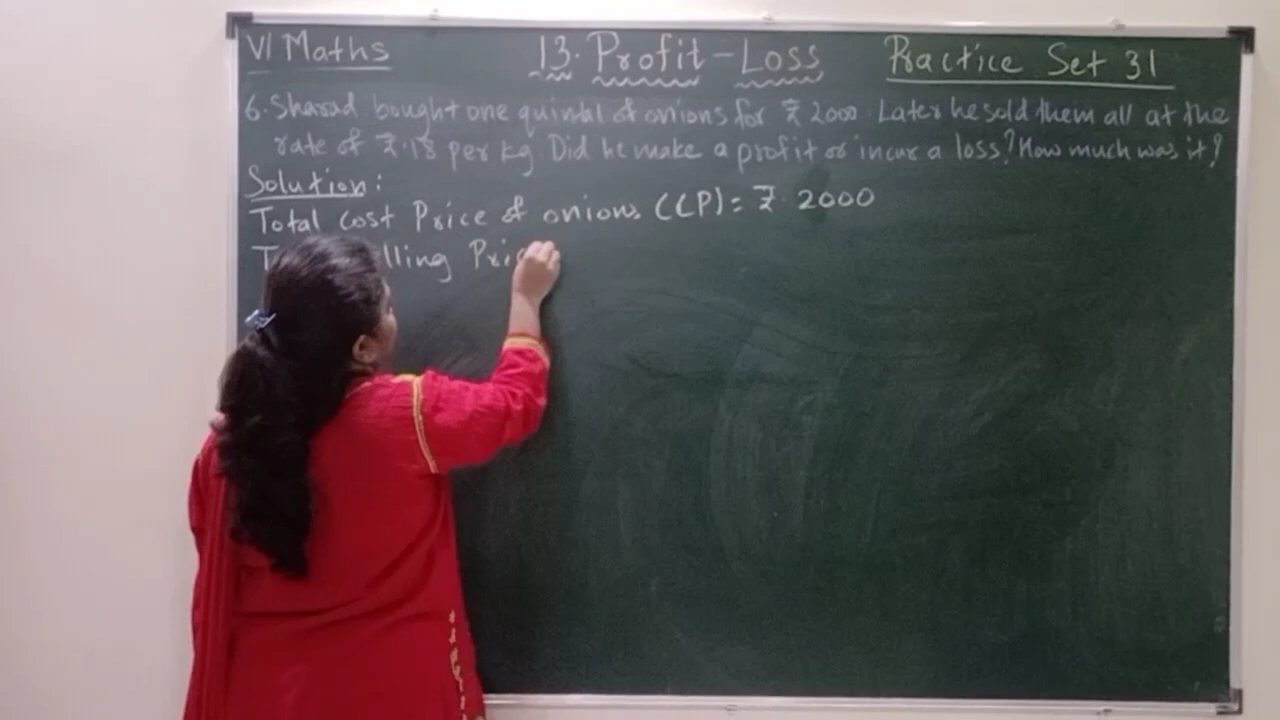 VI Maths 13. Profit - Loss Practice Set 31
6. Sharad bought one quintal of onions for ₹ 2000. Later he sold them all at the
rate of ₹.18 per kg Did he make a profit or incur a loss? How much was it?
Solution:
Total Cost Price of onions (CP) = ₹. 2000
lling Pric